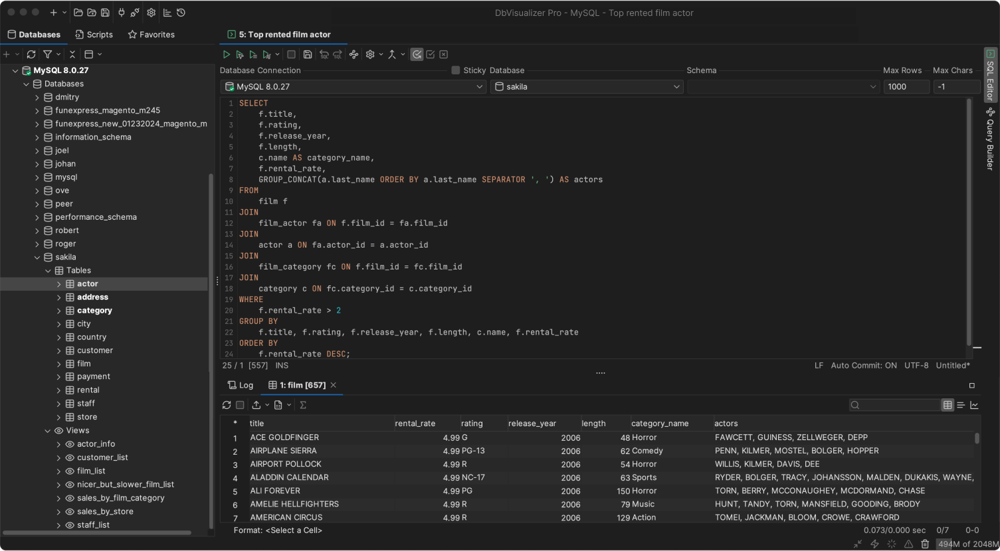 DbVisualizer Pro - MySQL - Top rented film actor
Databases Scripts Favorites
5: Top rented film actor
MySQL 8.0.27
Databases
dmitry
funexpress_magento_m245
funexpress_new_01232024_magento_m
information_schema
joel
johan
mysql
ove
peer
performance_schema
robert
roger
sakila
Tables
actor
address
category
city
country
customer
film
payment
rental
staff
store
Views
actor_info
customer_list
film_list
nicer_but_slower_film_list
sales_by_film_category
sales_by_store
staff_list
SQL SQL
Database Connection Sticky Database Schema Max Rows Max Chars
MySQL 8.0.27 sakila 1000 -1
1 SELECT
2 f.title,
3 f.rating,
4 f.release_year,
5 f.length,
6 c.name AS category_name,
7 f.rental_rate,
8 GROUP_CONCAT(a.last_name ORDER BY a.last_name SEPARATOR ', ') AS actors
9 FROM
10 film f
11 JOIN
12 film_actor fa ON f.film_id = fa.film_id
13 JOIN
14 actor a ON fa.actor_id = a.actor_id
15 JOIN
16 film_category fc ON f.film_id = fc.film_id
17 JOIN
18 category c ON fc.category_id = c.category_id
19 WHERE
20 f.rental_rate > 2
21 GROUP BY
22 f.title, f.rating, f.release_year, f.length, c.name, f.rental_rate
23 ORDER BY
24 f.rental_rate DESC;
25 / 1 [557] INS LF Auto Commit: ON UTF-8 Untitled*
SQL Editor
Query Builder
Log 1: film [657]
* title rental_rate rating release_year length category_name actors
1 ACE GOLDFINGER 4.99 G 2006 48 Horror FAWCETT, GUINESS, ZELLWEGER, DEPP
2 AIRPLANE SIERRA 4.99 PG-13 2006 62 Comedy PENN, KILMER, MOSTEL, BOLGER, HOPPER
3 AIRPORT POLLOCK 4.99 R 2006 54 Horror WILLIS, KILMER, DAVIS, DEE
4 ALADDIN CALENDAR 4.99 NC-17 2006 63 Sports RYDER, BOLGER, TRACY, JOHANSSON, MALDEN, DUKAKIS, WAYNE,
5 ALI FOREVER 4.99 PG 2006 150 Horror TORN, BERRY, MCCONAUGHEY, MCDORMAND, CHASE
6 AMELIE HELLFIGHTERS 4.99 R 2006 79 Music HUNT, TANDY, TORN, MANSFIELD, GOODING, BRODY
7 AMERICAN CIRCUS 4.99 R 2006 129 Action TOMEI, JACKMAN, BLOOM, CROWE, CRAWFORD
Format: <Select a Cell> 0.073/0.000 sec 0/7 0-0
494M of 2048M